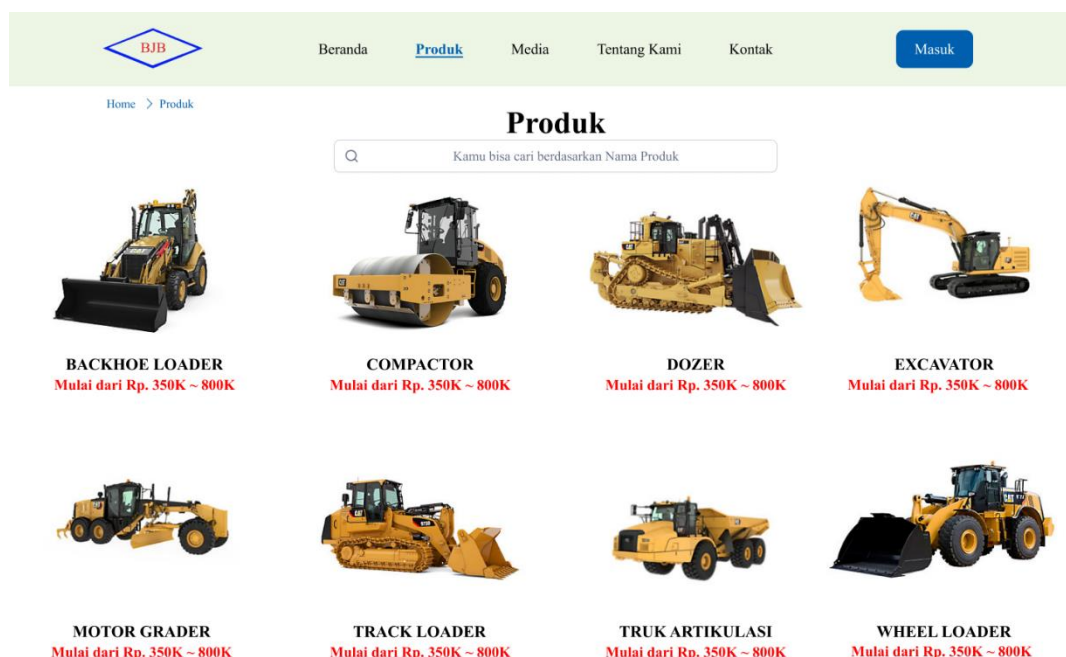 BJB
Beranda Produk Media Tentang Kami Kontak Masuk
Home > Produk
Produk
Kamu bisa cari berdasarkan Nama Produk
BACKHOE LOADER COMPACTOR DOZER EXCAVATOR
Mulai dari Rp. 350K ~ 800K Mulai dari Rp. 350K ~ 800K Mulai dari Rp. 350K ~ 800K Mulai dari Rp. 350K ~ 800K
MOTOR GRADER TRACK LOADER TRUK ARTIKULASI WHEEL LOADER
Mulai dari Rp. 350K ~ 800K Mulai dari Rp. 350K ~ 800K Mulai dari Rp. 350K ~ 800K Mulai dari Rp. 350K ~ 800K